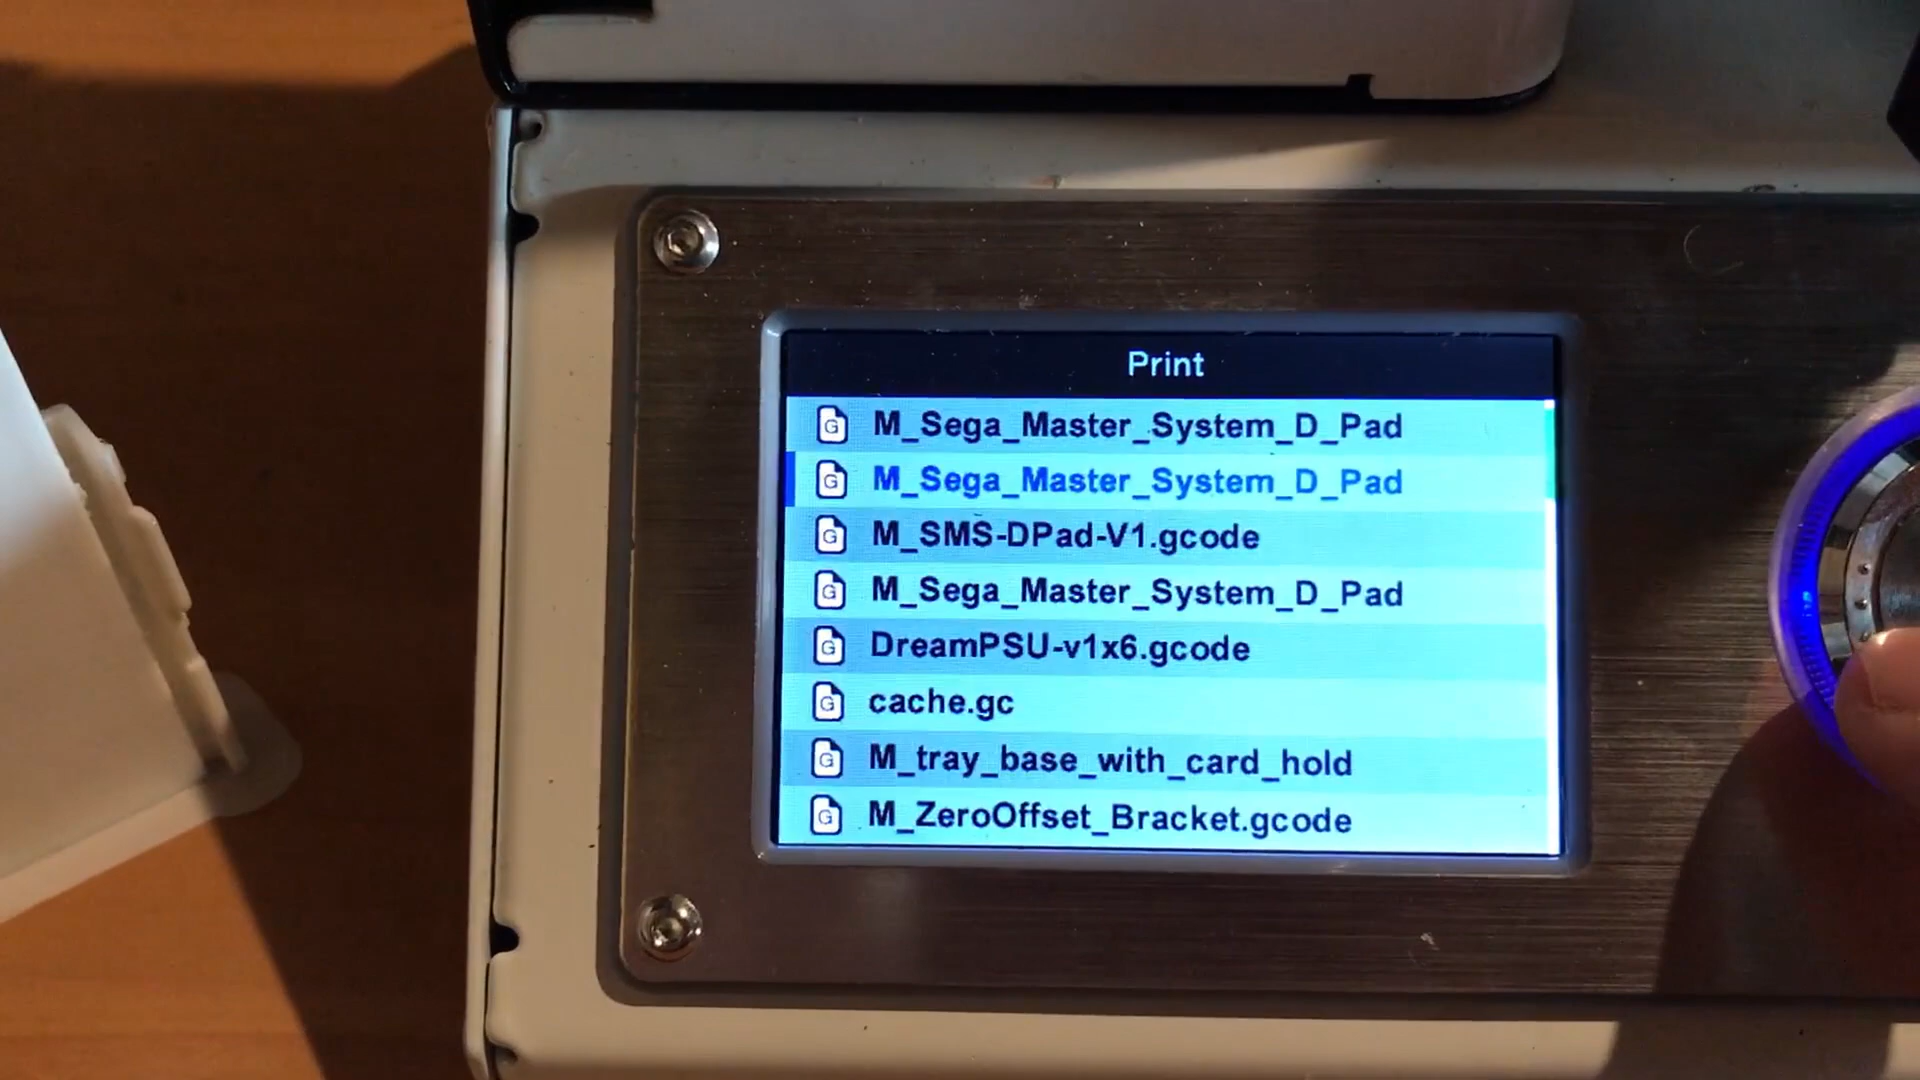 Print
M_Sega_Master_System_D_Pad
M_Sega_Master_System_D_Pad
M_SMS-DPad-V1.gcode
M_Sega_Master_System_D_Pad
DreamPSU-v1x6.gcode
cache.gc
M_tray_base_with_card_hold
M_ZeroOffset_Bracket.gcode